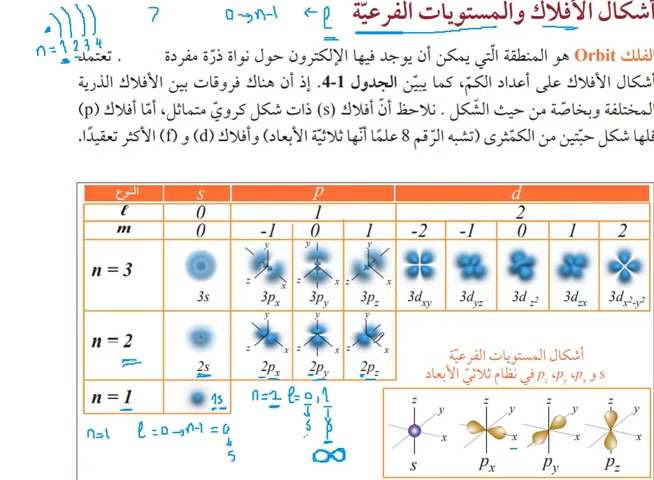 أشكال الأفلاك والمستويات الفرعيّة
0→n-1 ← l
n= 1 2 3 4
الفلك Orbit هو المنطقة الّتي يمكن أن يوجد فيها الإلكترون حول نواة ذرّة مفردة . تعتمد
أشكال الأفلاك على أعداد الكمّ، كما يبيّن الجدول 1-4. إذ أن هناك فروقات بين الأفلاك الذرية
المختلفة وبخاصّة من حيث الشّكل . نلاحظ أنّ أفلاك (s) ذات شكل كرويّ متماثل، أمّا أفلاك (p)
فلها شكل حبّتين من الكمّثرى (تشبه الرّقم 8 علمًا أنّها ثلاثيّة الأبعاد) وأفلاك (d) و (f) الأكثر تعقيدًا.
النوع s p d
ℓ 0 1 2
m 0 -1 0 1 -2 -1 0 1 2
n = 3 3s 3px 3py 3pz 3dxy 3dyz 3d z² 3dzx 3dx²-y²
n = 2 2s 2px 2py 2pz
n = 1 1s
n=2 l=0,1
s p
n=1 l=0→n-1=0
s
أشكال المستويات الفرعيّة
s و px، py، pz في نظام ثلاثيّ الأبعاد
z y x z y x z y x z y x
s px py pz